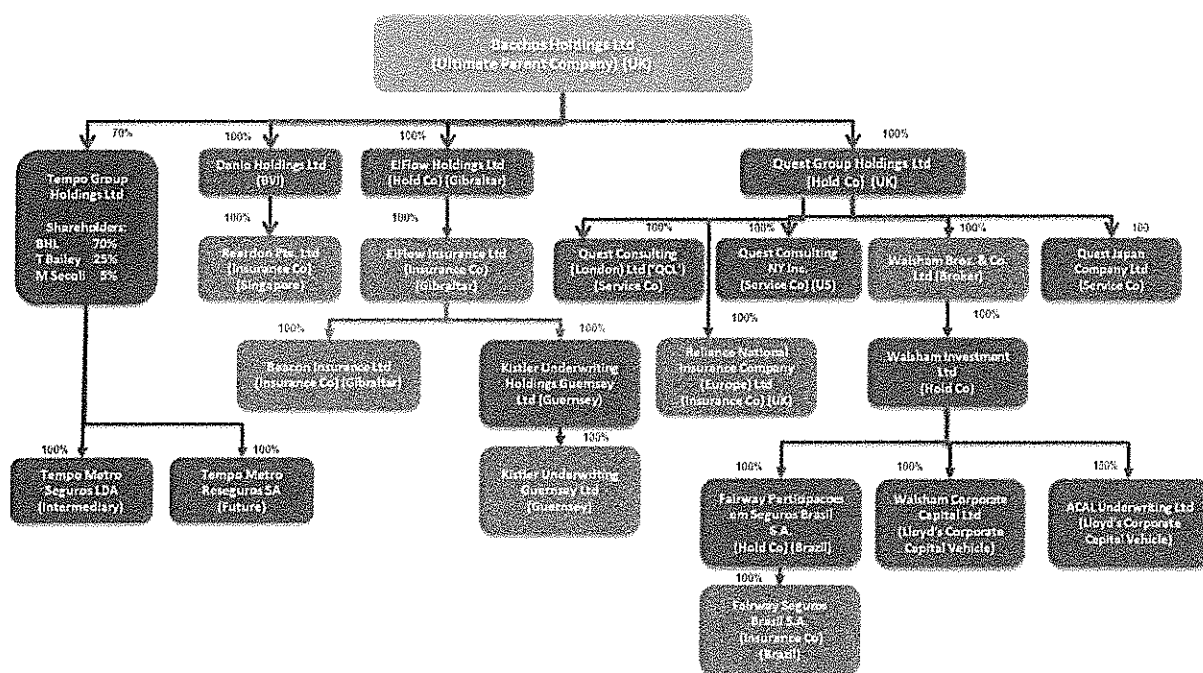 Bacchus Holdings Ltd
(Ultimate Parent Company) (UK)
70%
100%
100%
100%
Tempo Group
Holdings Ltd
Shareholders:
BHL 70%
T Bailey 25%
M Secoli 5%
Danlo Holdings Ltd
(BVI)
ElFlow Holdings Ltd
(Hold Co) (Gibraltar)
Quest Group Holdings Ltd
(Hold Co) (UK)
100%
100%
100%
100%
100%
100
Reardon Pte. Ltd
(Insurance Co)
(Singapore)
ElFlow Insurance Ltd
(Insurance Co)
(Gibraltar)
Quest Consulting
(London) Ltd ('QCL')
(Service Co)
Quest Consulting
NY Inc.
(Service Co) (US)
Walsham Bros. & Co.
Ltd (Broker)
Quest Japan
Company Ltd
(Service Co)
100%
100%
100%
100%
Beacon Insurance Ltd
(Insurance Co) (Gibraltar)
Kistler Underwriting
Holdings Guernsey
Ltd (Guernsey)
Reliance National
Insurance Company
(Europe) Ltd
(Insurance Co) (UK)
Walsham Investment
Ltd
(Hold Co)
100%
100%
100%
100%
100%
150%
Tempo Metro
Seguros LDA
(Intermediary)
Tempo Metro
Reseguros SA
(Future)
Kistler Underwriting
Guernsey Ltd
(Guernsey)
Fairway Participacoes
em Seguros Brasil
S.A.
(Hold Co) (Brazil)
Walsham Corporate
Capital Ltd
(Lloyd's Corporate
Capital Vehicle)
ACAL Underwriting Ltd
(Lloyd's Corporate
Capital Vehicle)
100%
Fairway Seguros
Brasil S.A.
(Insurance Co)
(Brazil)